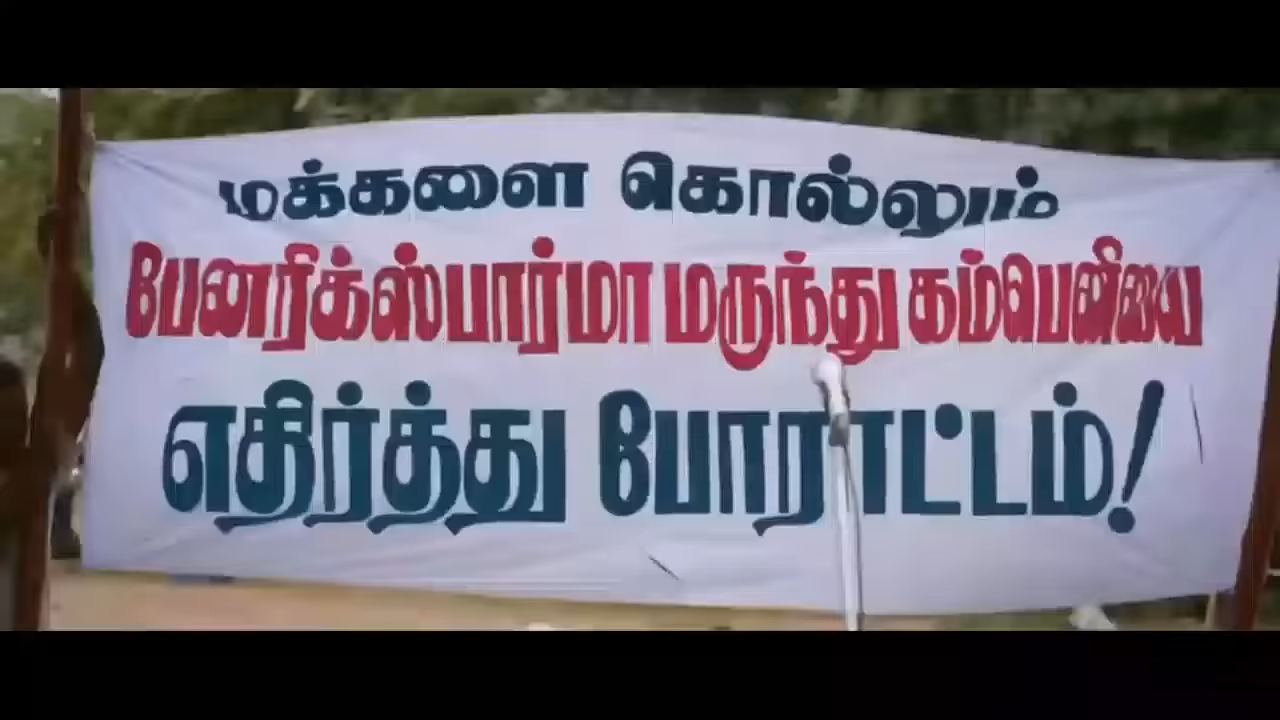 மக்களை கொல்லும்
பேனரிக்ஸ்பார்மா மருந்து கம்பெனியை
எதிர்த்து போராட்டம்!